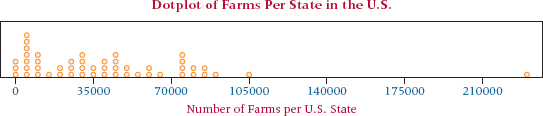 Dotplot of Farms Per State in the U.S.
0 35000 70000 105000 140000 175000 210000
Number of Farms per U.S. State